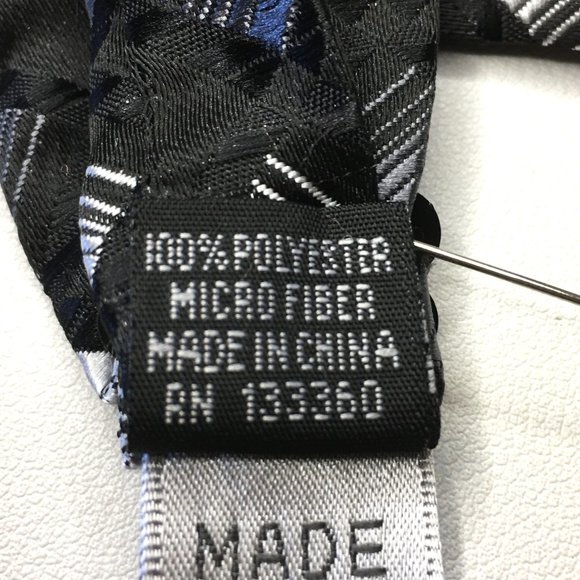 100% POLYESTER
MICRO FIBER
MADE IN CHINA
RN 133360
MADE